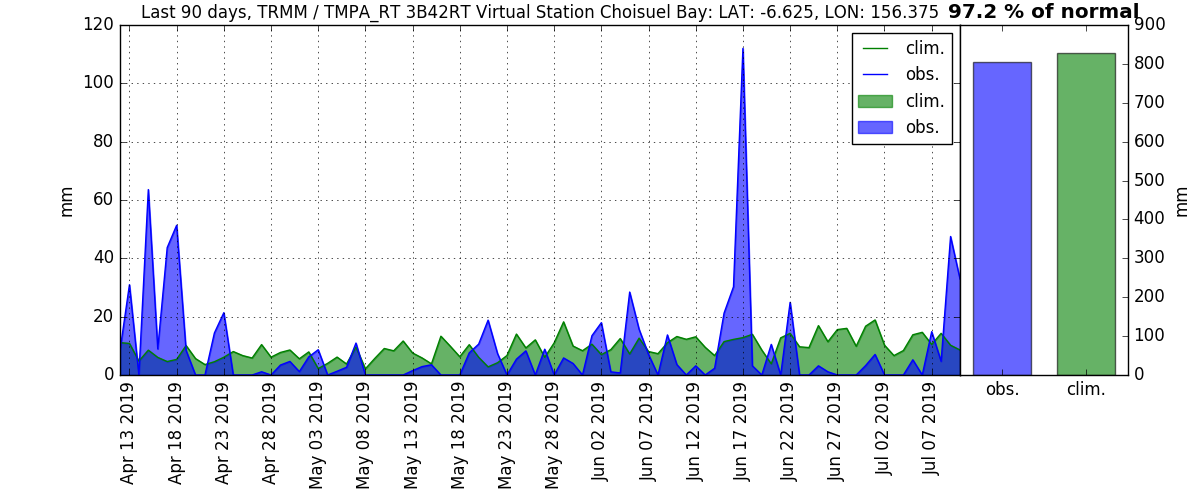 Last 90 days, TRMM / TMPA_RT 3B42RT Virtual Station Choisuel Bay: LAT: -6.625, LON: 156.375 97.2 % of normal
120
100
80
60
40
20
0
mm
clim.
obs.
clim.
obs.
900
800
700
600
500
400
300
200
100
0
mm
Apr 13 2019
Apr 18 2019
Apr 23 2019
Apr 28 2019
May 03 2019
May 08 2019
May 13 2019
May 18 2019
May 23 2019
May 28 2019
Jun 02 2019
Jun 07 2019
Jun 12 2019
Jun 17 2019
Jun 22 2019
Jun 27 2019
Jul 02 2019
Jul 07 2019
obs.
clim.